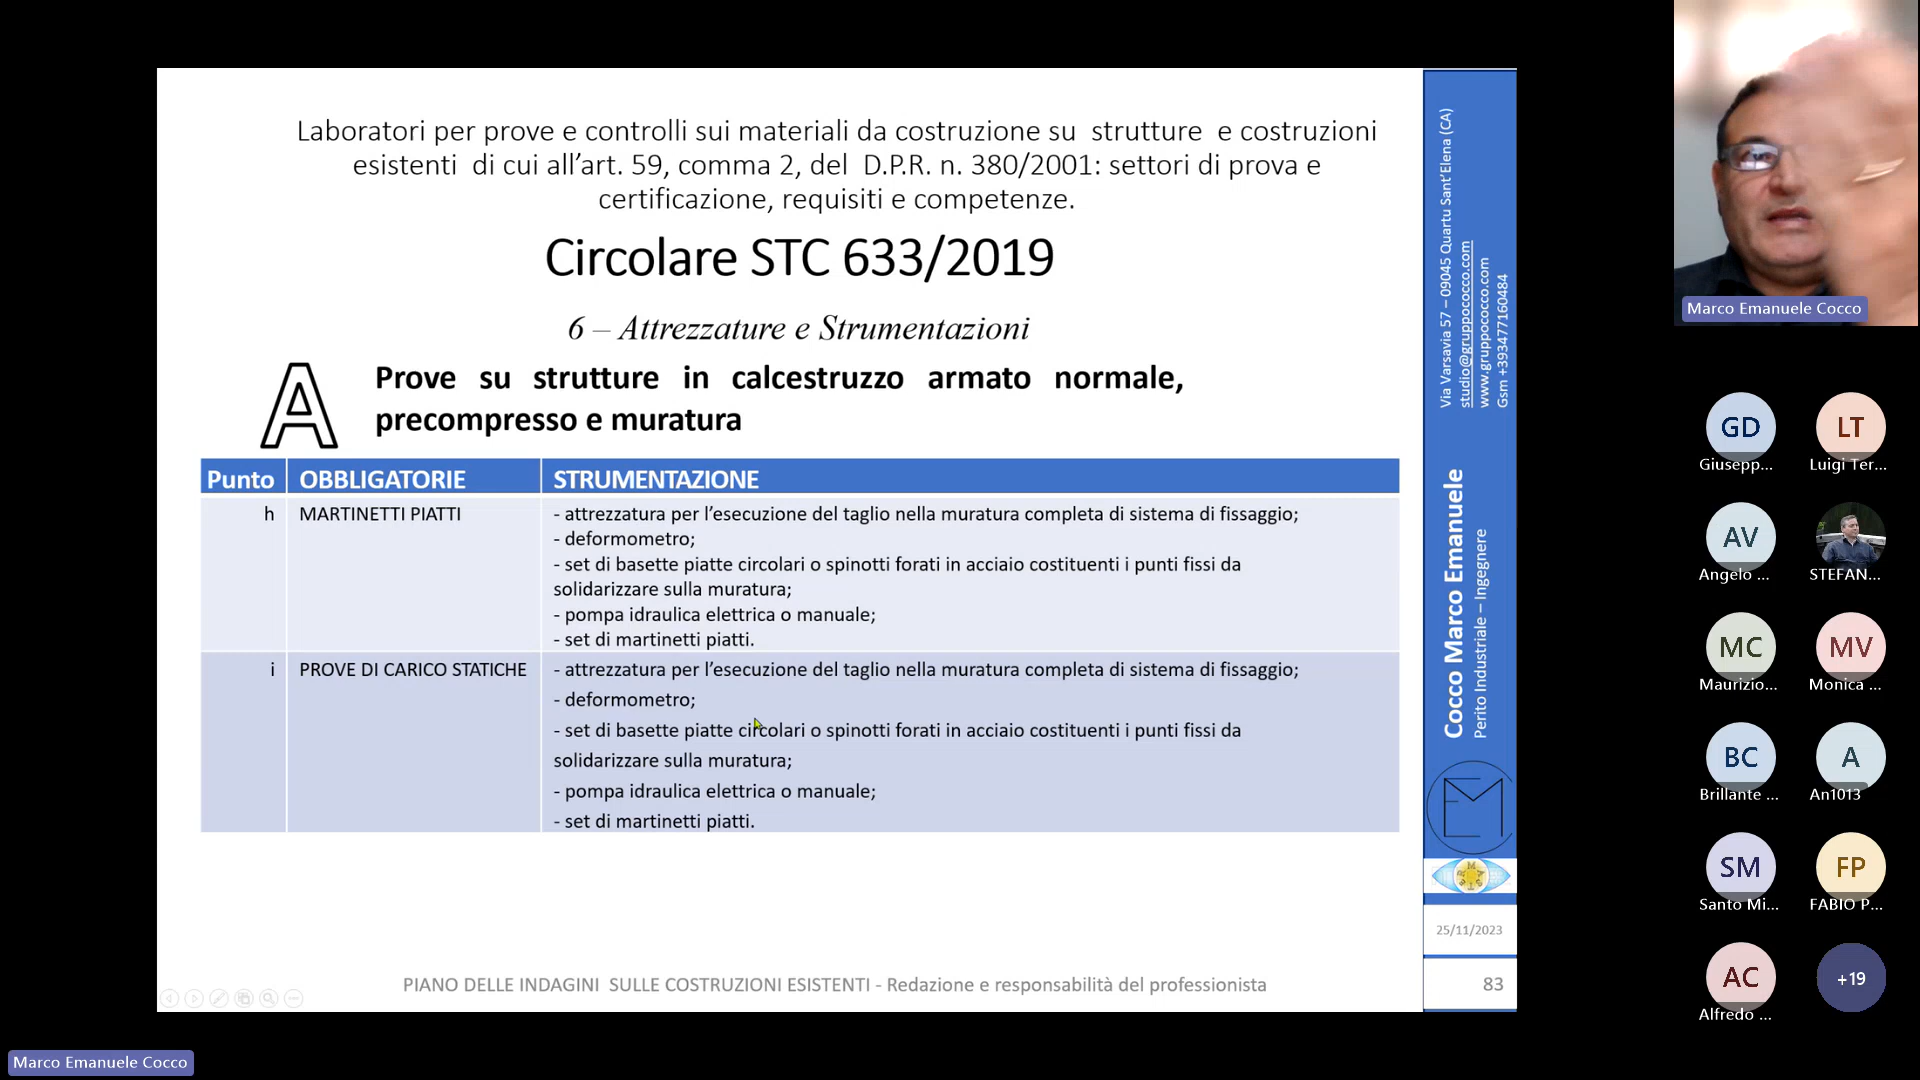 Laboratori per prove e controlli sui materiali da costruzione su strutture e costruzioni
esistenti di cui all’art. 59, comma 2, del D.P.R. n. 380/2001: settori di prova e
certificazione, requisiti e competenze.
Circolare STC 633/2019
6 – Attrezzature e Strumentazioni
A
Prove su strutture in calcestruzzo armato normale,
precompresso e muratura
Punto OBBLIGATORIE STRUMENTAZIONE
h MARTINETTI PIATTI - attrezzatura per l’esecuzione del taglio nella muratura completa di sistema di fissaggio;
- deformometro;
- set di basette piatte circolari o spinotti forati in acciaio costituenti i punti fissi da
solidarizzare sulla muratura;
- pompa idraulica elettrica o manuale;
- set di martinetti piatti.
i PROVE DI CARICO STATICHE - attrezzatura per l’esecuzione del taglio nella muratura completa di sistema di fissaggio;
- deformometro;
- set di basette piatte circolari o spinotti forati in acciaio costituenti i punti fissi da
solidarizzare sulla muratura;
- pompa idraulica elettrica o manuale;
- set di martinetti piatti.
PIANO DELLE INDAGINI SULLE COSTRUZIONI ESISTENTI - Redazione e responsabilità del professionista
Via Varsavia 57 – 09045 Quartu Sant’Elena (CA)
studio@gruppococco.com
www.gruppococco.com
Gsm +393477160484
Cocco Marco Emanuele
Perito Industriale – Ingegnere
25/11/2023
83
Marco Emanuele Cocco
GD LT
Giusepp... Luigi Ter...
AV
Angelo ... STEFAN...
MC MV
Maurizio... Monica ...
BC A
Brillante ... An1013
SM FP
Santo Mi... FABIO P...
AC +19
Alfredo ...
Marco Emanuele Cocco